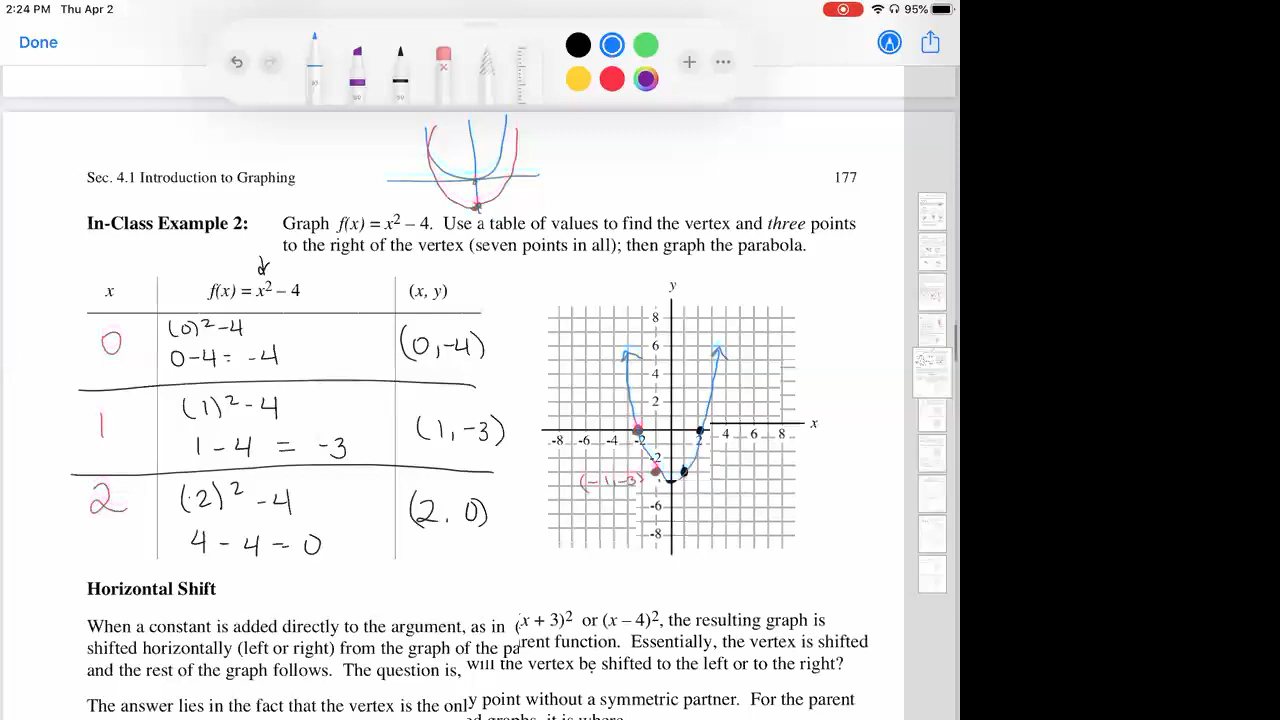 2:24 PM Thu Apr 2
95%
Done
Sec. 4.1 Introduction to Graphing
177
In-Class Example 2: Graph f(x) = x² – 4. Use a table of values to find the vertex and three points
to the right of the vertex (seven points in all); then graph the parabola.
x f(x) = x² – 4 (x, y)
0 (0)² -4 (0,-4)
0-4 = -4
1 (1)² -4 (1,-3)
1-4 = -3
2 (2)² -4 (2, 0)
4-4=0
y
8
6
4
2
-8 -6 -4 -2 2 4 6 8 x
-2
(-1,-3)
-6
-8
Horizontal Shift
When a constant is added directly to the argument, as in (x + 3)² or (x – 4)², the resulting graph is
shifted horizontally (left or right) from the graph of the parent function. Essentially, the vertex is shifted
and the rest of the graph follows. The question is, will the vertex be shifted to the left or to the right?
The answer lies in the fact that the vertex is the only point without a symmetric partner. For the parent
ed graphs, it is where